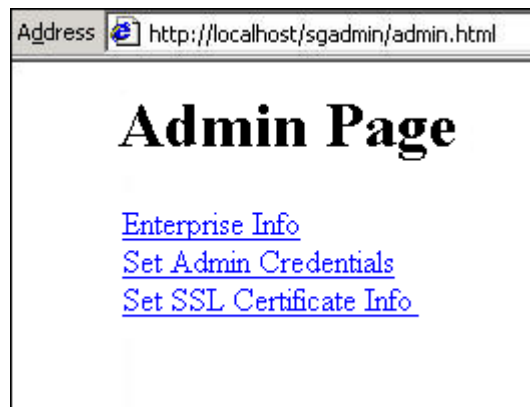 Address http://localhost/sgadmin/admin.html
Admin Page
Enterprise Info
Set Admin Credentials
Set SSL Certificate Info